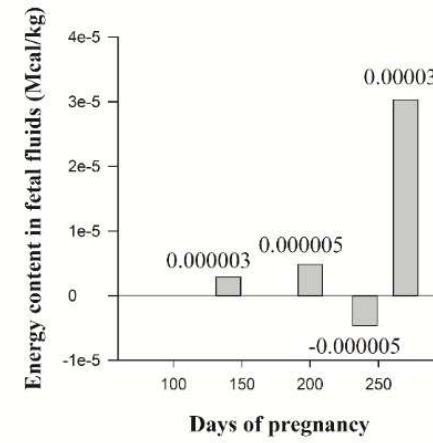 Energy content in fetal fluids (Mcal/kg)
4e-5
3e-5
2e-5
1e-5
0
-1e-5
0.000003
0.000005
-0.000005
0.00003
100 150 200 250
Days of pregnancy